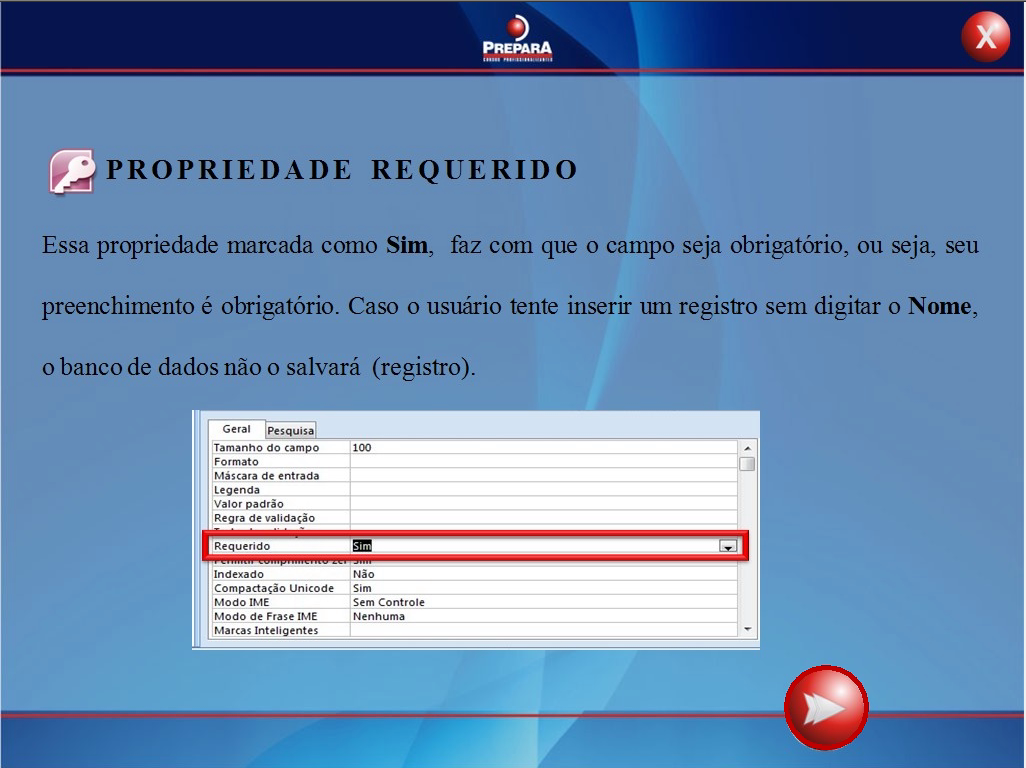 PREPARA
CURSOS PROFISSIONALIZANTES
X
PROPRIEDADE REQUERIDO
Essa propriedade marcada como Sim, faz com que o campo seja obrigatório, ou seja, seu
preenchimento é obrigatório. Caso o usuário tente inserir um registro sem digitar o Nome,
o banco de dados não o salvará (registro).
Geral Pesquisa
Tamanho do campo 100
Formato
Máscara de entrada
Legenda
Valor padrão
Regra de validação
Requerido Sim
Permitir comprimento zer Sim
Indexado Não
Compactação Unicode Sim
Modo IME Sem Controle
Modo de Frase IME Nenhuma
Marcas Inteligentes